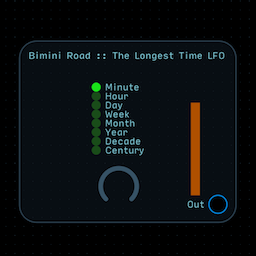 Bimini Road :: The Longest Time LFO
Minute
Hour
Day
Week
Month
Year
Decade
Century
Out